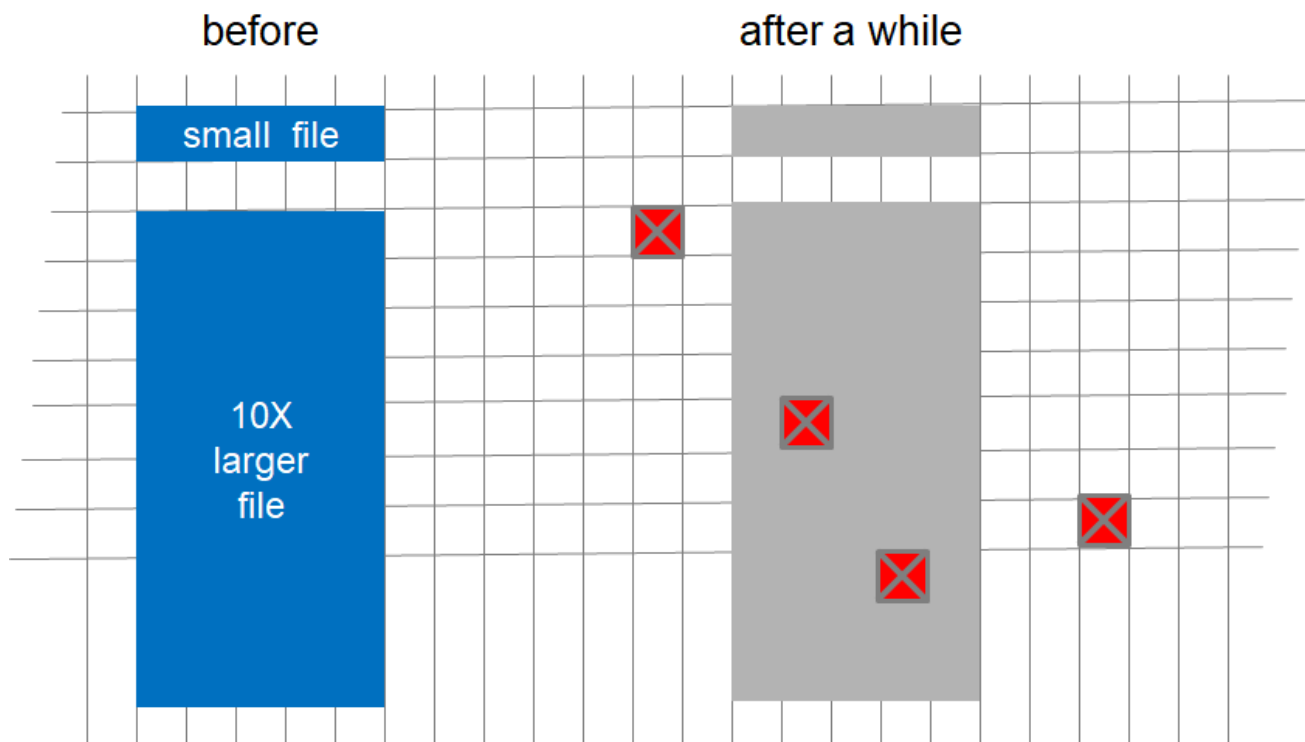 before
after a while
small file
10X
larger
file